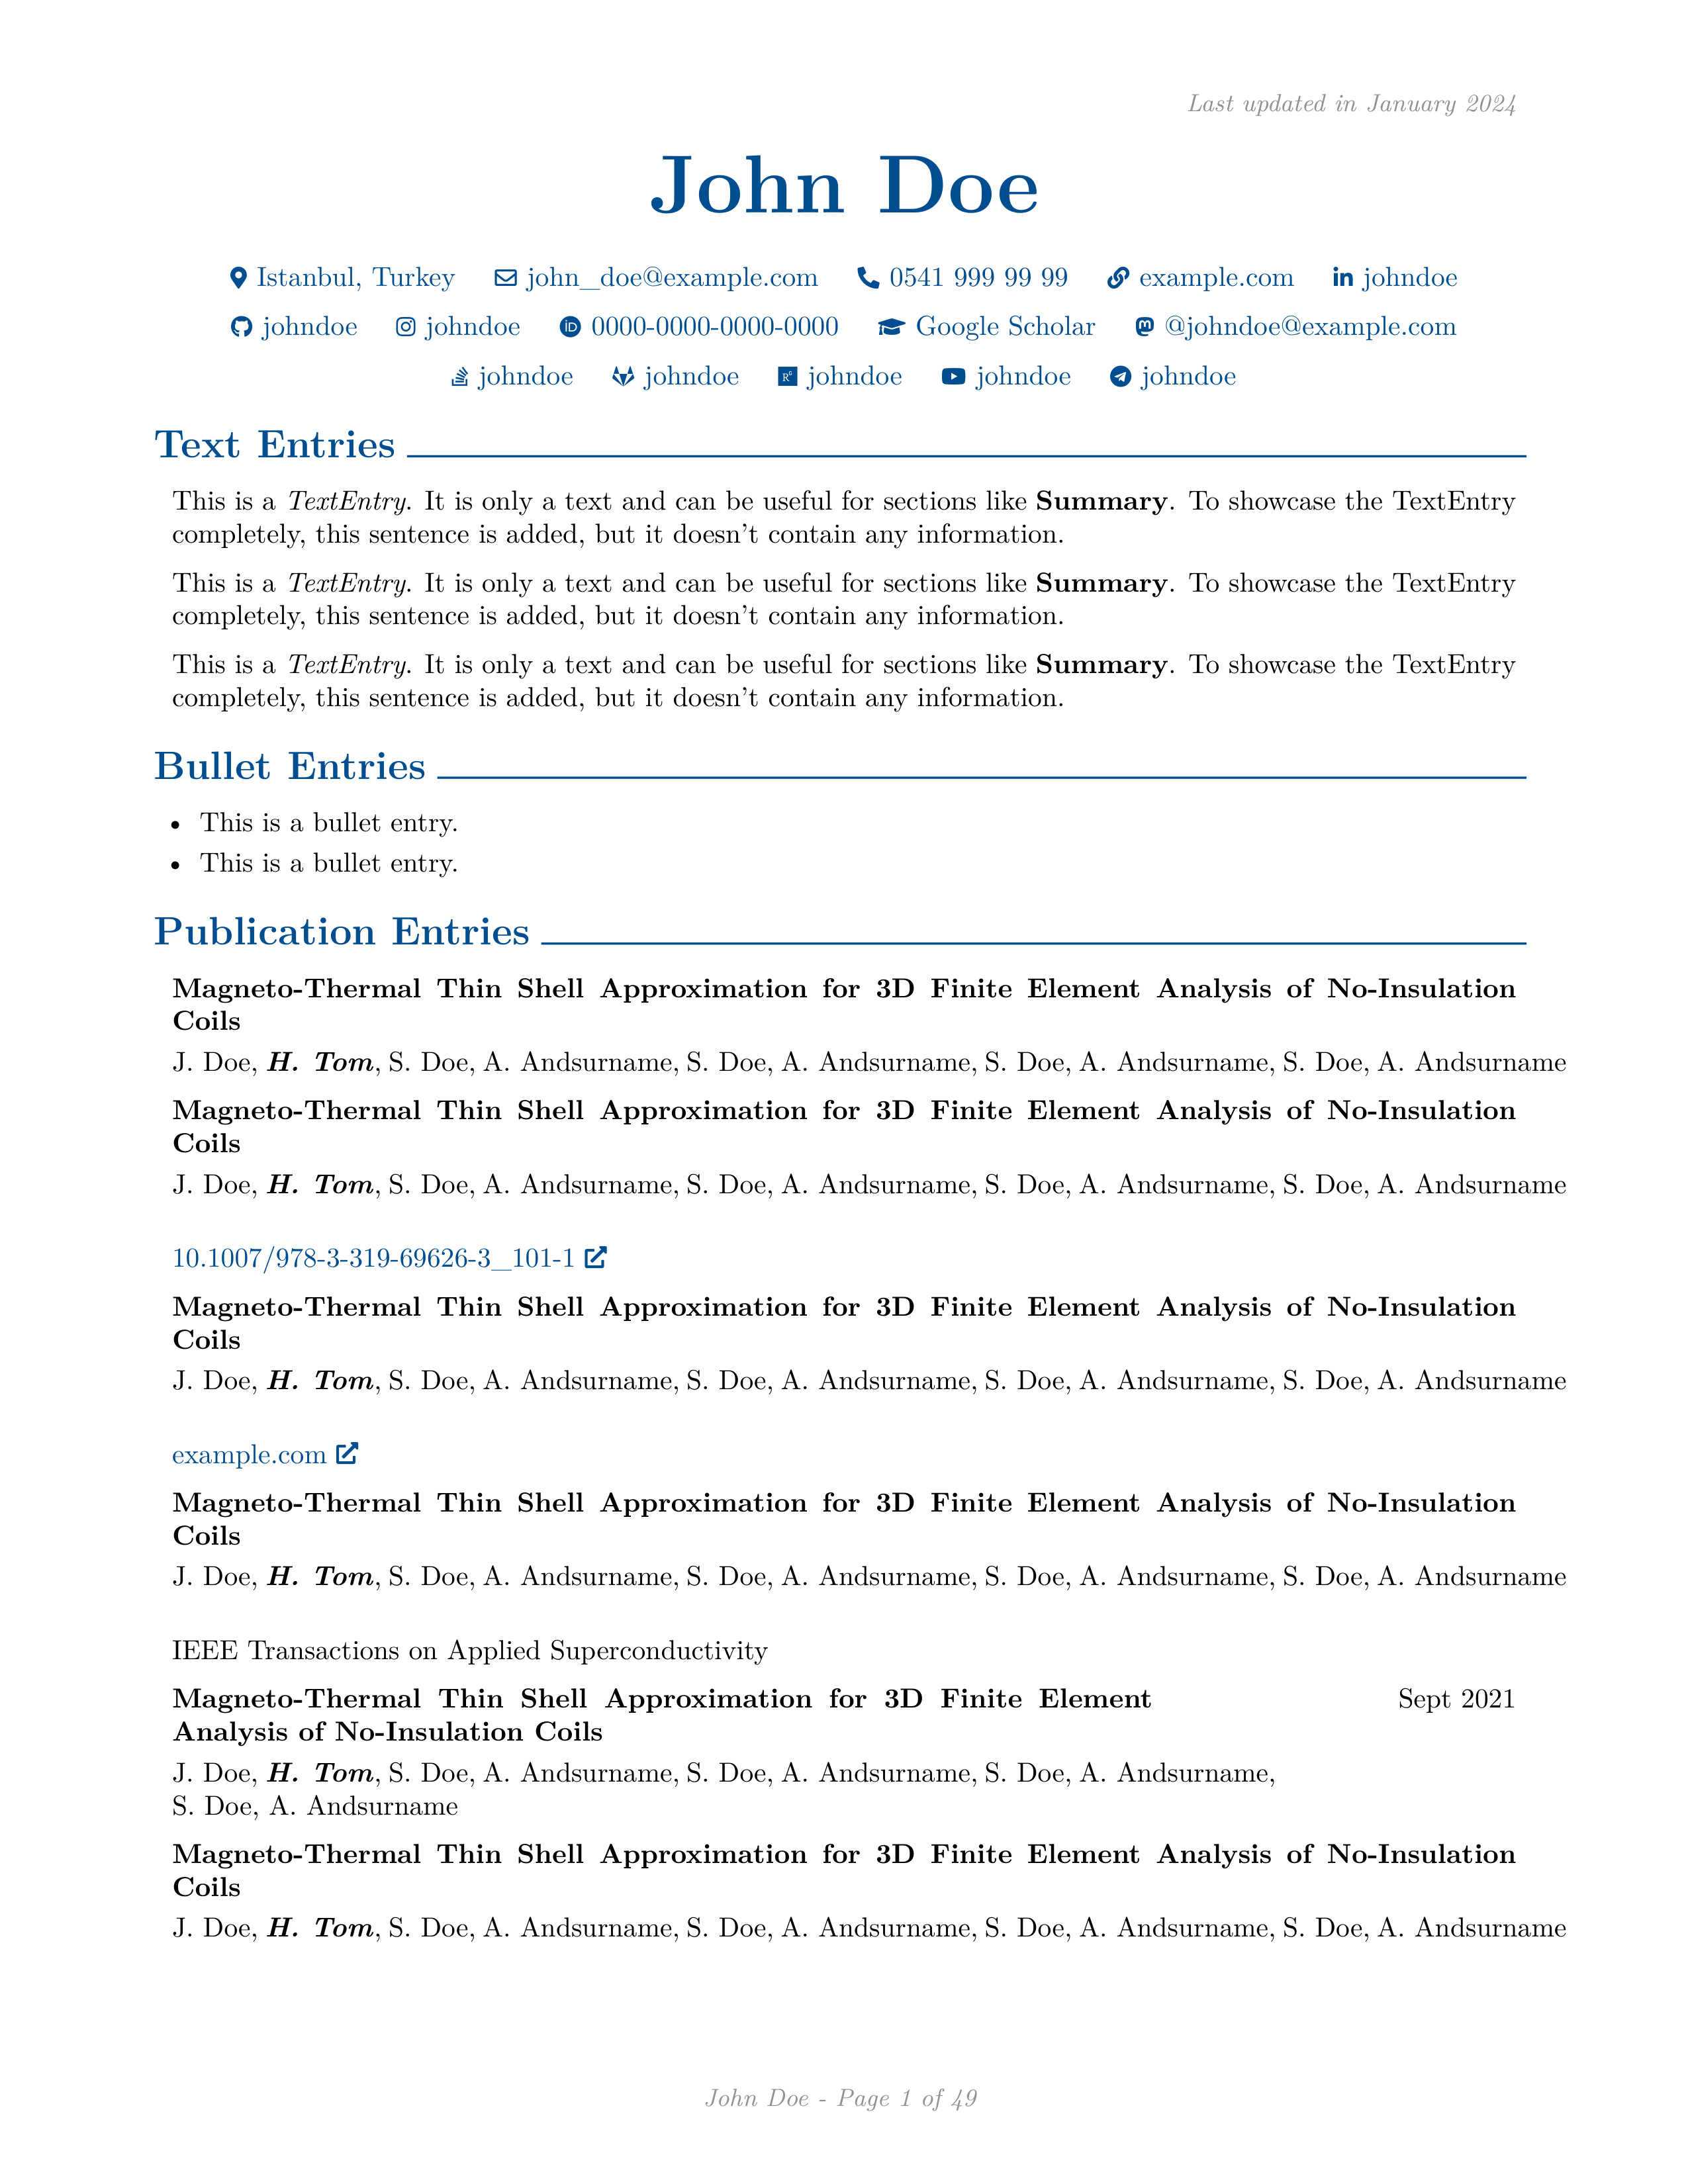 Last updated in January 2024
John Doe
Istanbul, Turkey john_doe@example.com 0541 999 99 99 example.com johndoe
johndoe johndoe 0000-0000-0000-0000 Google Scholar @johndoe@example.com
johndoe johndoe johndoe johndoe johndoe
Text Entries
This is a TextEntry. It is only a text and can be useful for sections like Summary. To showcase the TextEntry
completely, this sentence is added, but it doesn't contain any information.
This is a TextEntry. It is only a text and can be useful for sections like Summary. To showcase the TextEntry
completely, this sentence is added, but it doesn't contain any information.
This is a TextEntry. It is only a text and can be useful for sections like Summary. To showcase the TextEntry
completely, this sentence is added, but it doesn't contain any information.
Bullet Entries
• This is a bullet entry.
• This is a bullet entry.
Publication Entries
Magneto-Thermal Thin Shell Approximation for 3D Finite Element Analysis of No-Insulation
Coils
J. Doe, H. Tom, S. Doe, A. Andsurname, S. Doe, A. Andsurname, S. Doe, A. Andsurname, S. Doe, A. Andsurname
Magneto-Thermal Thin Shell Approximation for 3D Finite Element Analysis of No-Insulation
Coils
J. Doe, H. Tom, S. Doe, A. Andsurname, S. Doe, A. Andsurname, S. Doe, A. Andsurname, S. Doe, A. Andsurname
10.1007/978-3-319-69626-3_101-1
Magneto-Thermal Thin Shell Approximation for 3D Finite Element Analysis of No-Insulation
Coils
J. Doe, H. Tom, S. Doe, A. Andsurname, S. Doe, A. Andsurname, S. Doe, A. Andsurname, S. Doe, A. Andsurname
example.com
Magneto-Thermal Thin Shell Approximation for 3D Finite Element Analysis of No-Insulation
Coils
J. Doe, H. Tom, S. Doe, A. Andsurname, S. Doe, A. Andsurname, S. Doe, A. Andsurname, S. Doe, A. Andsurname
IEEE Transactions on Applied Superconductivity
Magneto-Thermal Thin Shell Approximation for 3D Finite Element Sept 2021
Analysis of No-Insulation Coils
J. Doe, H. Tom, S. Doe, A. Andsurname, S. Doe, A. Andsurname, S. Doe, A. Andsurname,
S. Doe, A. Andsurname
Magneto-Thermal Thin Shell Approximation for 3D Finite Element Analysis of No-Insulation
Coils
J. Doe, H. Tom, S. Doe, A. Andsurname, S. Doe, A. Andsurname, S. Doe, A. Andsurname, S. Doe, A. Andsurname
John Doe - Page 1 of 49